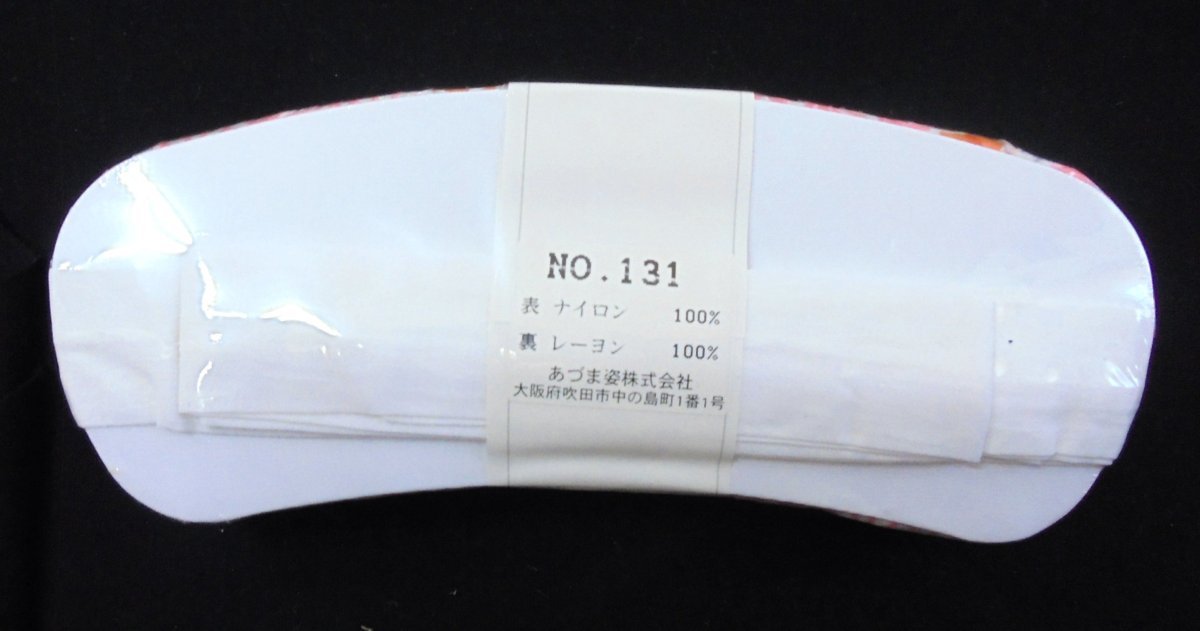 NO.131
表 ナイロン 100%
裏 レーヨン 100%
あづま姿株式会社
大阪府吹田市中の島町1番1号